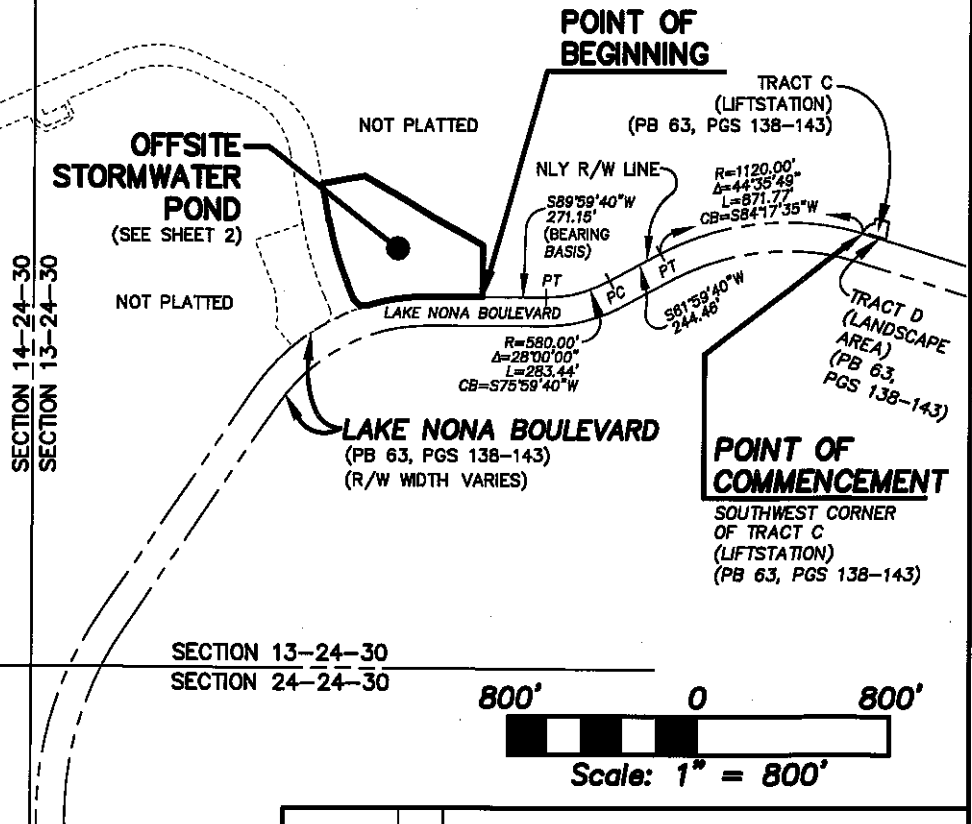 POINT OF
BEGINNING
TRACT C
(LIFTSTATION)
(PB 63, PGS 138-143)
NOT PLATTED
OFFSITE
STORMWATER
POND
(SEE SHEET 2)
NLY R/W LINE
R=1120.00'
Δ=44°35'49"
L=871.77'
CB=S84°17'35"W
S89°59'40"W
271.15'
(BEARING
BASIS)
PT
PC
PT
S61°59'40"W
244.46'
NOT PLATTED
LAKE NONA BOULEVARD
R=580.00'
Δ=28°00'00"
L=283.44'
CB=S75°59'40"W
TRACT D
(LANDSCAPE
AREA)
(PB 63,
PGS 138-143)
SECTION 14-24-30
SECTION 13-24-30
LAKE NONA BOULEVARD
(PB 63, PGS 138-143)
(R/W WIDTH VARIES)
POINT OF
COMMENCEMENT
SOUTHWEST CORNER
OF TRACT C
(LIFTSTATION)
(PB 63, PGS 138-143)
SECTION 13-24-30
SECTION 24-24-30
800' 0 800'
Scale: 1" = 800'